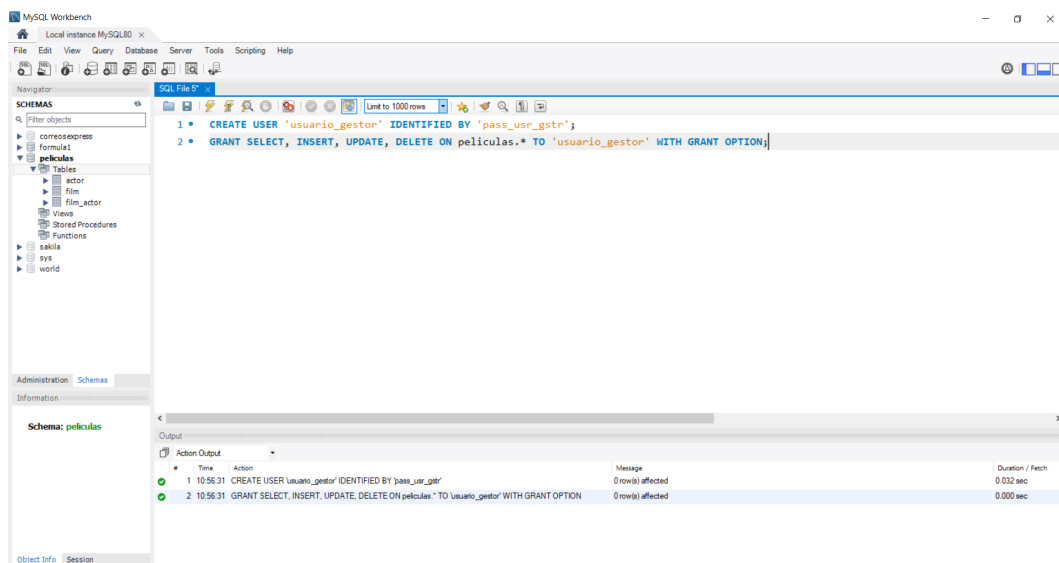 MySQL Workbench
Local instance MySQL80 ×
File Edit View Query Database Server Tools Scripting Help
Navigator
SQL File 5* ×
SCHEMAS
Limit to 1000 rows
Filter objects
1 CREATE USER 'usuario_gestor' IDENTIFIED BY 'pass_usr_gstr';
2 GRANT SELECT, INSERT, UPDATE, DELETE ON peliculas.* TO 'usuario_gestor' WITH GRANT OPTION;
correosexpress
formula1
peliculas
Tables
actor
film
film_actor
Views
Stored Procedures
Functions
sakila
sys
world
Administration Schemas
Information
Schema: peliculas
Output
Action Output
# Time Action Message Duration / Fetch
1 10:56:31 CREATE USER 'usuario_gestor' IDENTIFIED BY 'pass_usr_gstr' 0 row(s) affected 0.032 sec
2 10:56:31 GRANT SELECT, INSERT, UPDATE, DELETE ON peliculas.* TO 'usuario_gestor' WITH GRANT OPTION 0 row(s) affected 0.000 sec
Object Info Session